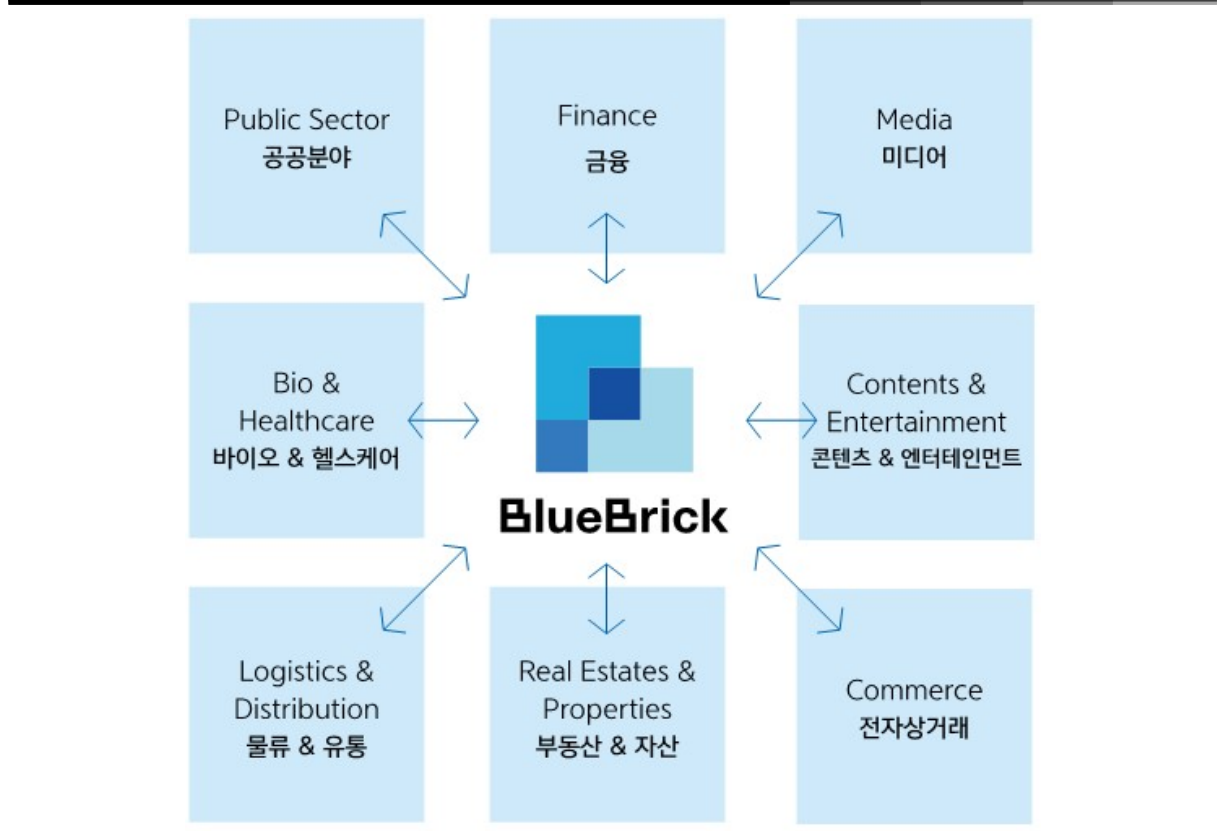 Public Sector
공공분야
Finance
금융
Media
미디어
Bio &
Healthcare
바이오 & 헬스케어
BlueBrick
Contents &
Entertainment
콘텐츠 & 엔터테인먼트
Logistics &
Distribution
물류 & 유통
Real Estates &
Properties
부동산 & 자산
Commerce
전자상거래